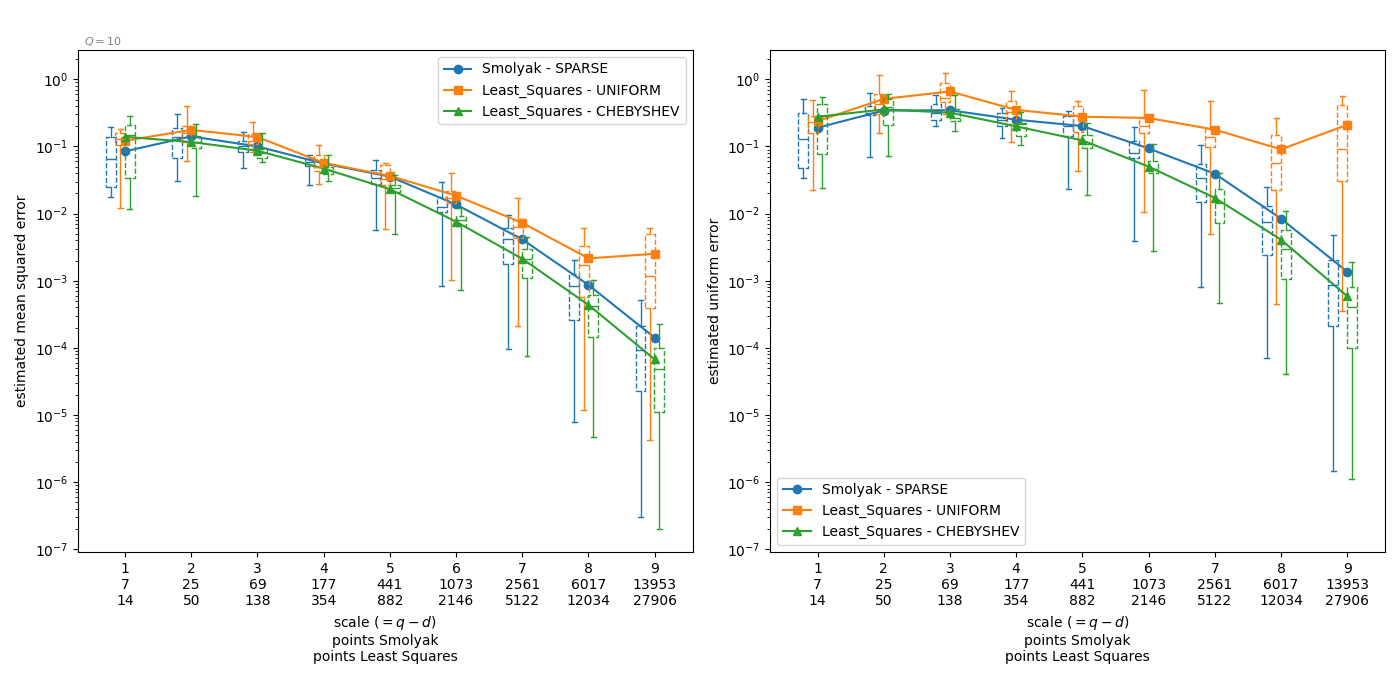 Q = 10
Smolyak - SPARSE
Least_Squares - UNIFORM
Least_Squares - CHEBYSHEV
estimated mean squared error
10⁰
10⁻¹
10⁻²
10⁻³
10⁻⁴
10⁻⁵
10⁻⁶
10⁻⁷
1 2 3 4 5 6 7 8 9
7 25 69 177 441 1073 2561 6017 13953
14 50 138 354 882 2146 5122 12034 27906
scale (= q − d)
points Smolyak
points Least Squares
estimated uniform error
10⁰
10⁻¹
10⁻²
10⁻³
10⁻⁴
10⁻⁵
10⁻⁶
10⁻⁷
Smolyak - SPARSE
Least_Squares - UNIFORM
Least_Squares - CHEBYSHEV
1 2 3 4 5 6 7 8 9
7 25 69 177 441 1073 2561 6017 13953
14 50 138 354 882 2146 5122 12034 27906
scale (= q − d)
points Smolyak
points Least Squares